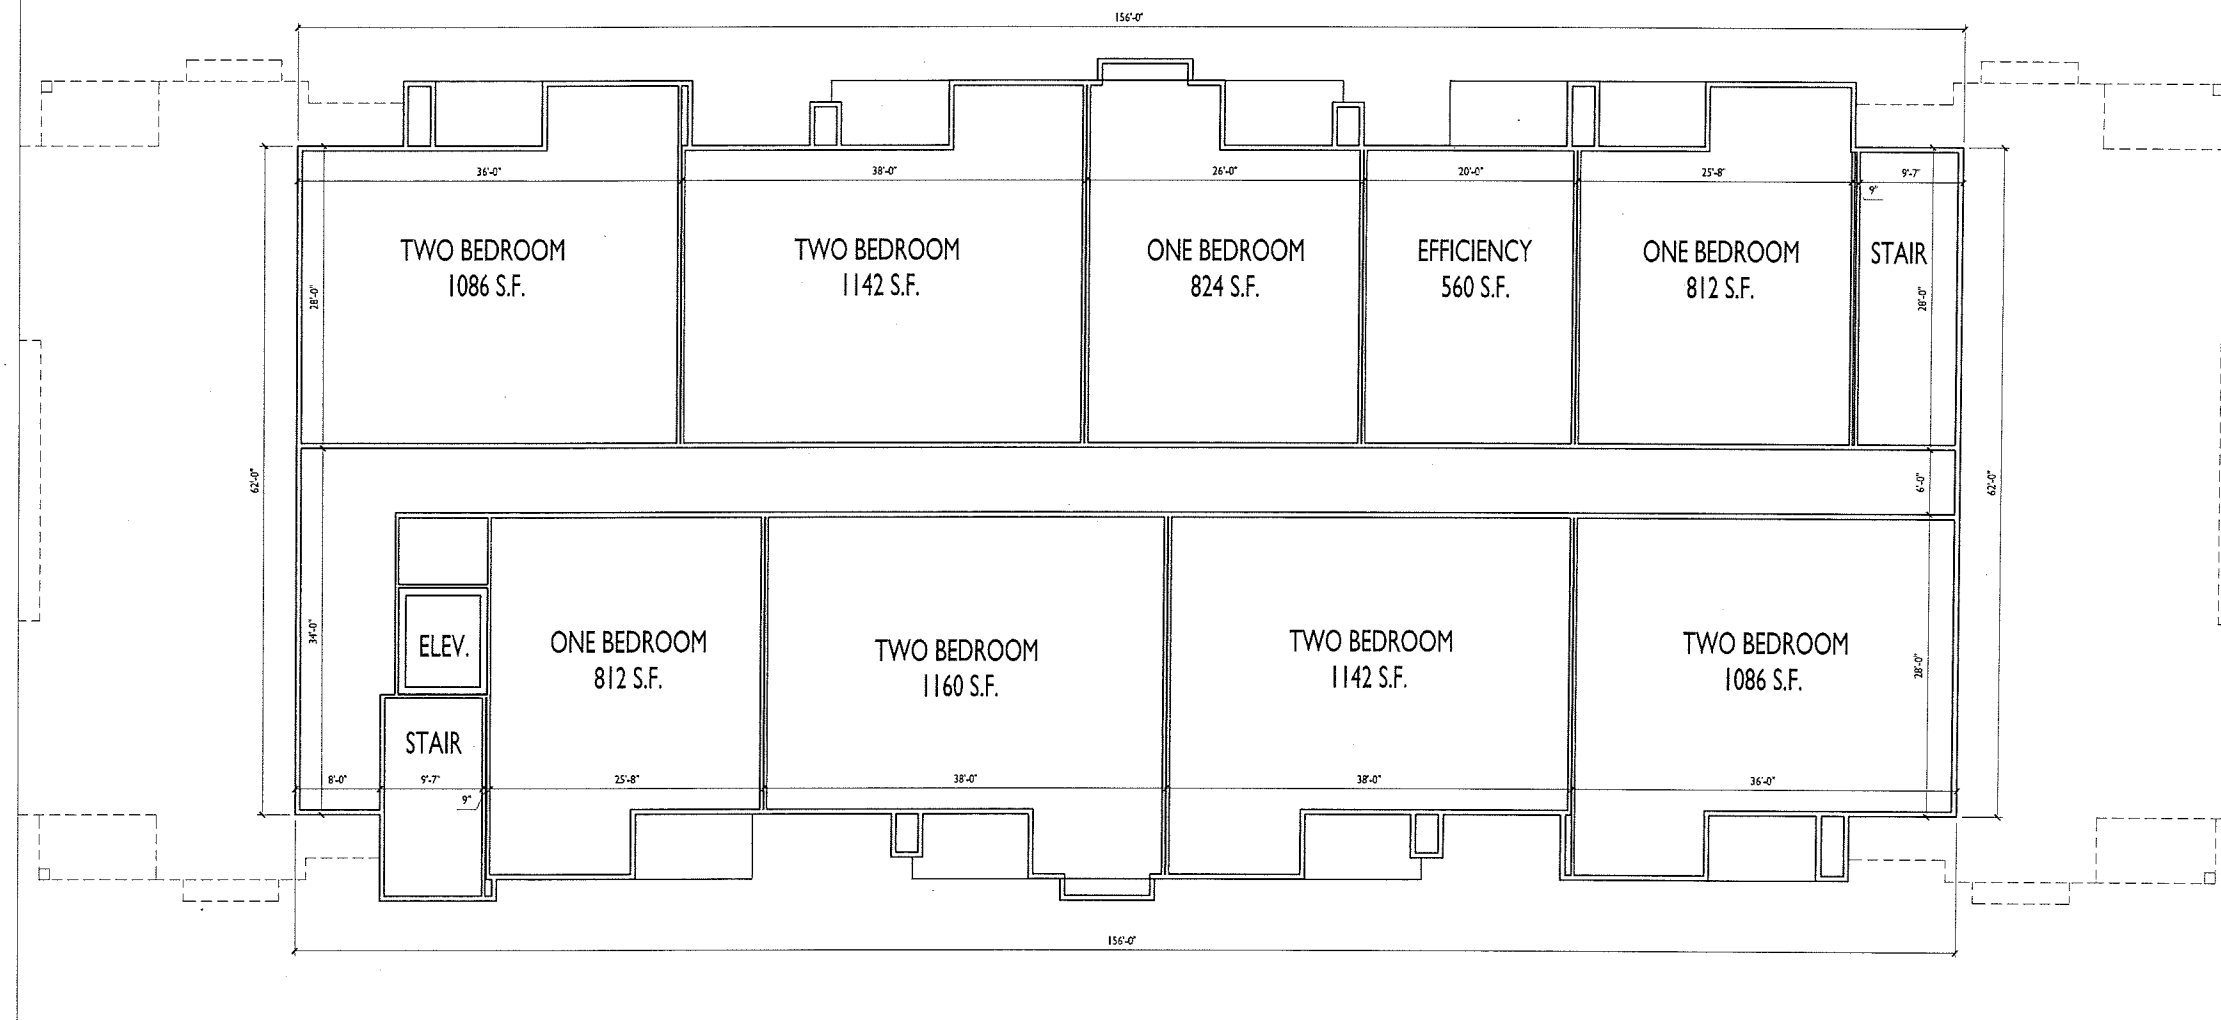 156'-0"
36'-0"
38'-0"
26'-0"
20'-0"
25'-8"
9'-7"
9"
TWO BEDROOM
1086 S.F.
TWO BEDROOM
1142 S.F.
ONE BEDROOM
824 S.F.
EFFICIENCY
560 S.F.
ONE BEDROOM
812 S.F.
STAIR
28'-0"
28'-0"
62'-0"
6'-0"
62'-0"
34'-0"
ELEV.
ONE BEDROOM
812 S.F.
TWO BEDROOM
1160 S.F.
TWO BEDROOM
1142 S.F.
TWO BEDROOM
1086 S.F.
28'-0"
STAIR
8'-0"
9'-7"
9"
25'-8"
38'-0"
38'-0"
36'-0"
156'-0"